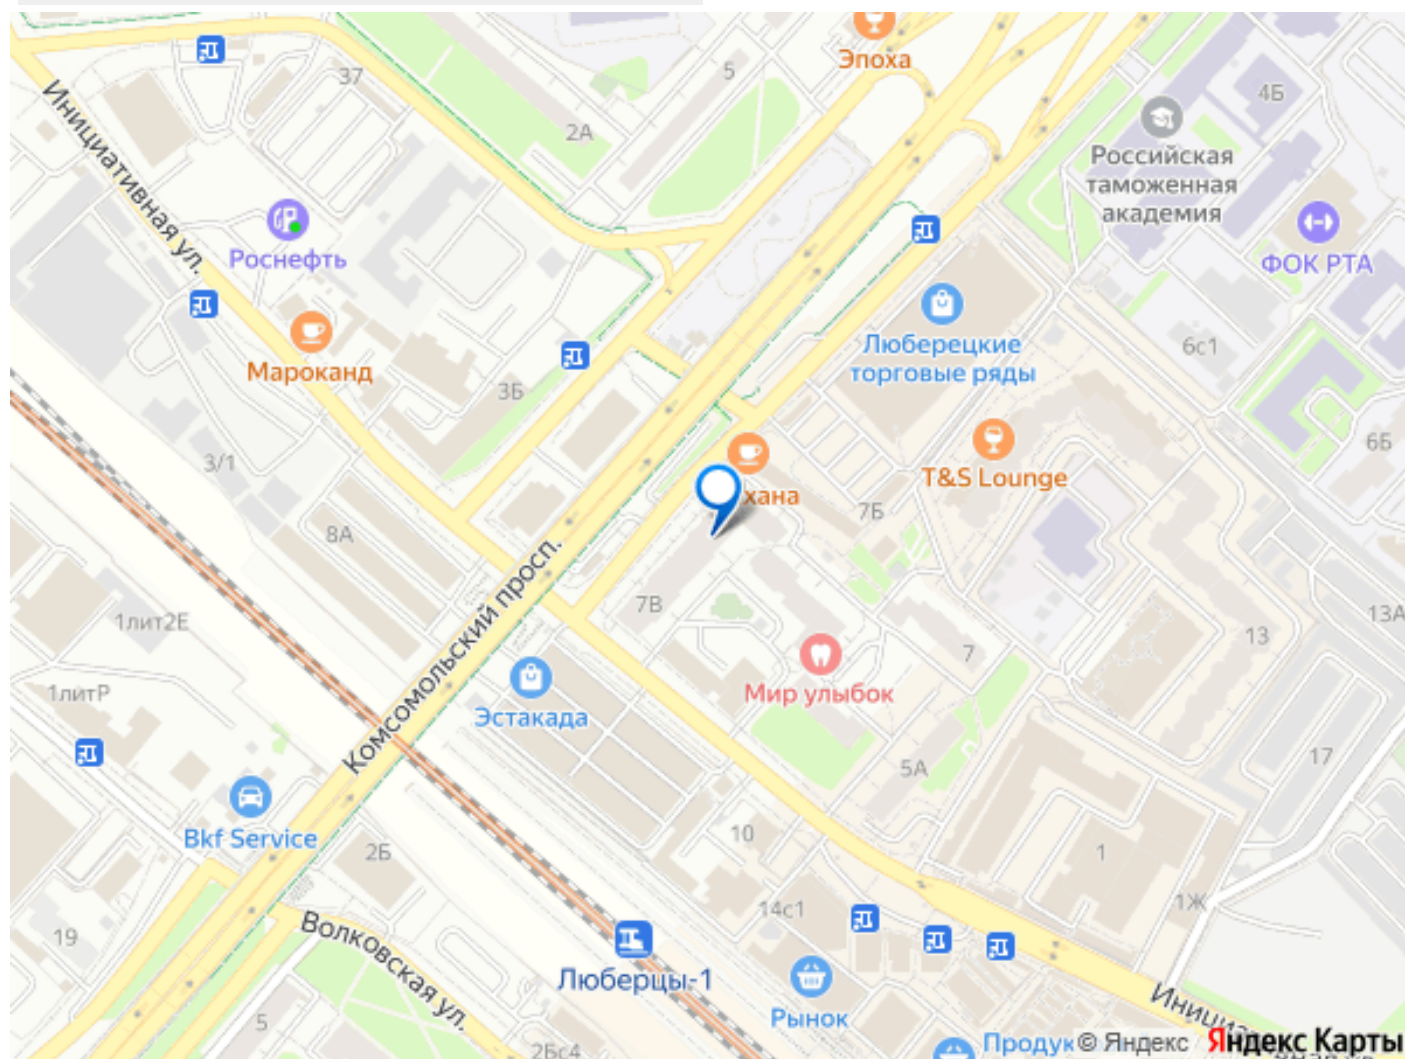 Эпоха
37
5
4Б
2А
Инициативная ул.
Российская
таможенная
академия
Роснефть
ФОК РТА
Люберецкие
торговые ряды
6с1
Мароканд
3Б
6Б
3/1
T&S Lounge
хана
7Б
8А
Комсомольский просп.
7В
1лит2Е
13А
13
7
Мир улыбок
1литР
Эстакада
17
5А
Bkf Service
10
2Б
1
1Ж
14с1
19
Волковская ул.
Люберцы-1
Рынок
5
2Бс4
Продук
© Яндекс
Яндекс Карты